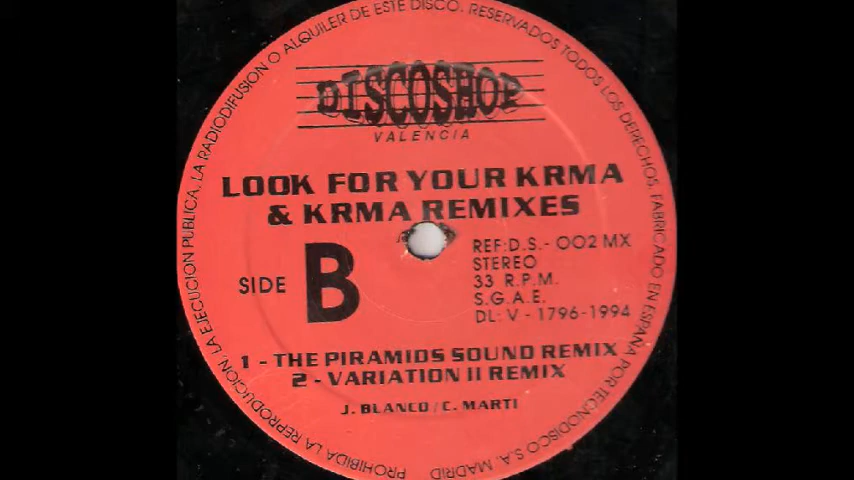 DISCOSHOP
VALENCIA
LOOK FOR YOUR KRMA
& KRMA REMIXES
SIDE B
REF:D.S.- 002 MX
STEREO
33 R.P.M.
S.G.A.E.
DL: V - 1796-1994
1 - THE PIRAMIDS SOUND REMIX
2 - VARIATION II REMIX
J. BLANCO / C. MARTI
PROHIBIDA LA REPRODUCCION, LA EJECUCION PUBLICA, LA RADIODIFUSION O ALQUILER DE ESTE DISCO. RESERVADOS TODOS LOS DERECHOS. FABRICADO EN ESPAÑA POR TECNODISCO S.A. MADRID